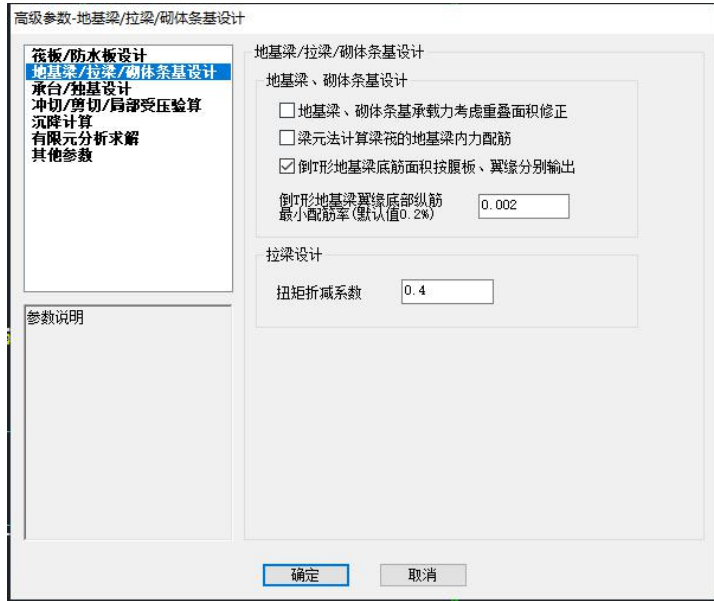 高级参数-地基梁/拉梁/砌体条基设计
筏板/防水板设计
地基梁/拉梁/砌体条基设计
承台/独基设计
冲切/剪切/局部受压验算
沉降计算
有限元分析求解
其他参数
参数说明
地基梁/拉梁/砌体条基设计
地基梁、砌体条基设计
地基梁、砌体条基承载力考虑重叠面积修正
梁元法计算梁筏的地基梁内力配筋
倒T形地基梁底筋面积按腹板、翼缘分别输出
倒T形地基梁翼缘底部纵筋
最小配筋率(默认值0.2%)
0.002
拉梁设计
扭矩折减系数
0.4
确定
取消